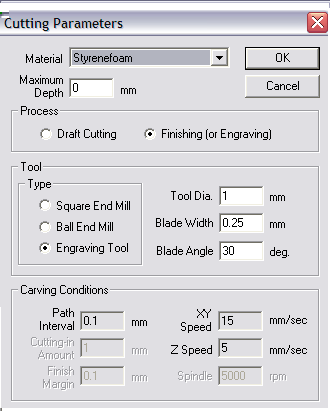 Cutting Parameters
Material Styrenefoam OK
Maximum Depth 0 mm Cancel
Process
Draft Cutting Finishing (or Engraving)
Tool
Type
Square End Mill
Ball End Mill
Engraving Tool
Tool Dia. 1 mm
Blade Width 0.25 mm
Blade Angle 30 deg.
Carving Conditions
Path Interval 0.1 mm XY Speed 15 mm/sec
Cutting-in Amount 1 mm Z Speed 5 mm/sec
Finish Margin 0.1 mm Spindle 5000 rpm